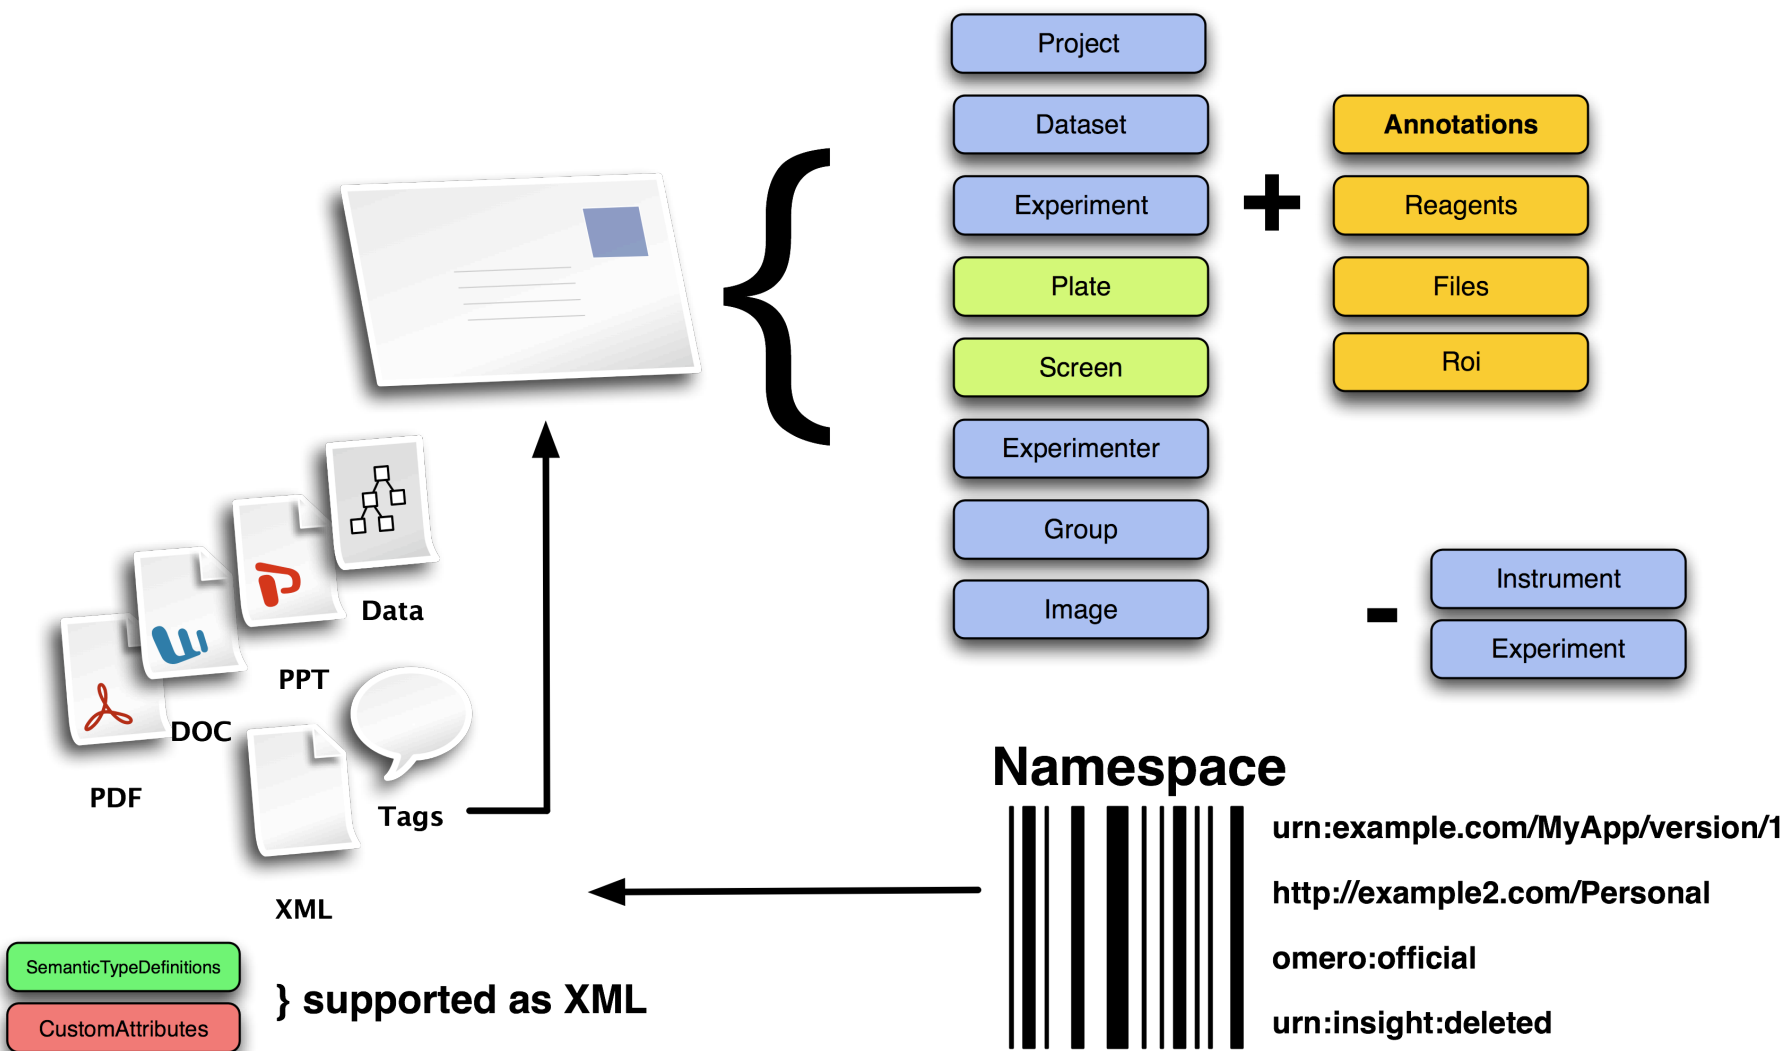 Project
Dataset
Experiment
Plate
Screen
Experimenter
Group
Image
+
Annotations
Reagents
Files
Roi
-
Instrument
Experiment
{
Data
PPT
DOC
PDF
Tags
XML
SemanticTypeDefinitions
CustomAttributes
} supported as XML
Namespace
urn:example.com/MyApp/version/1
http://example2.com/Personal
omero:official
urn:insight:deleted